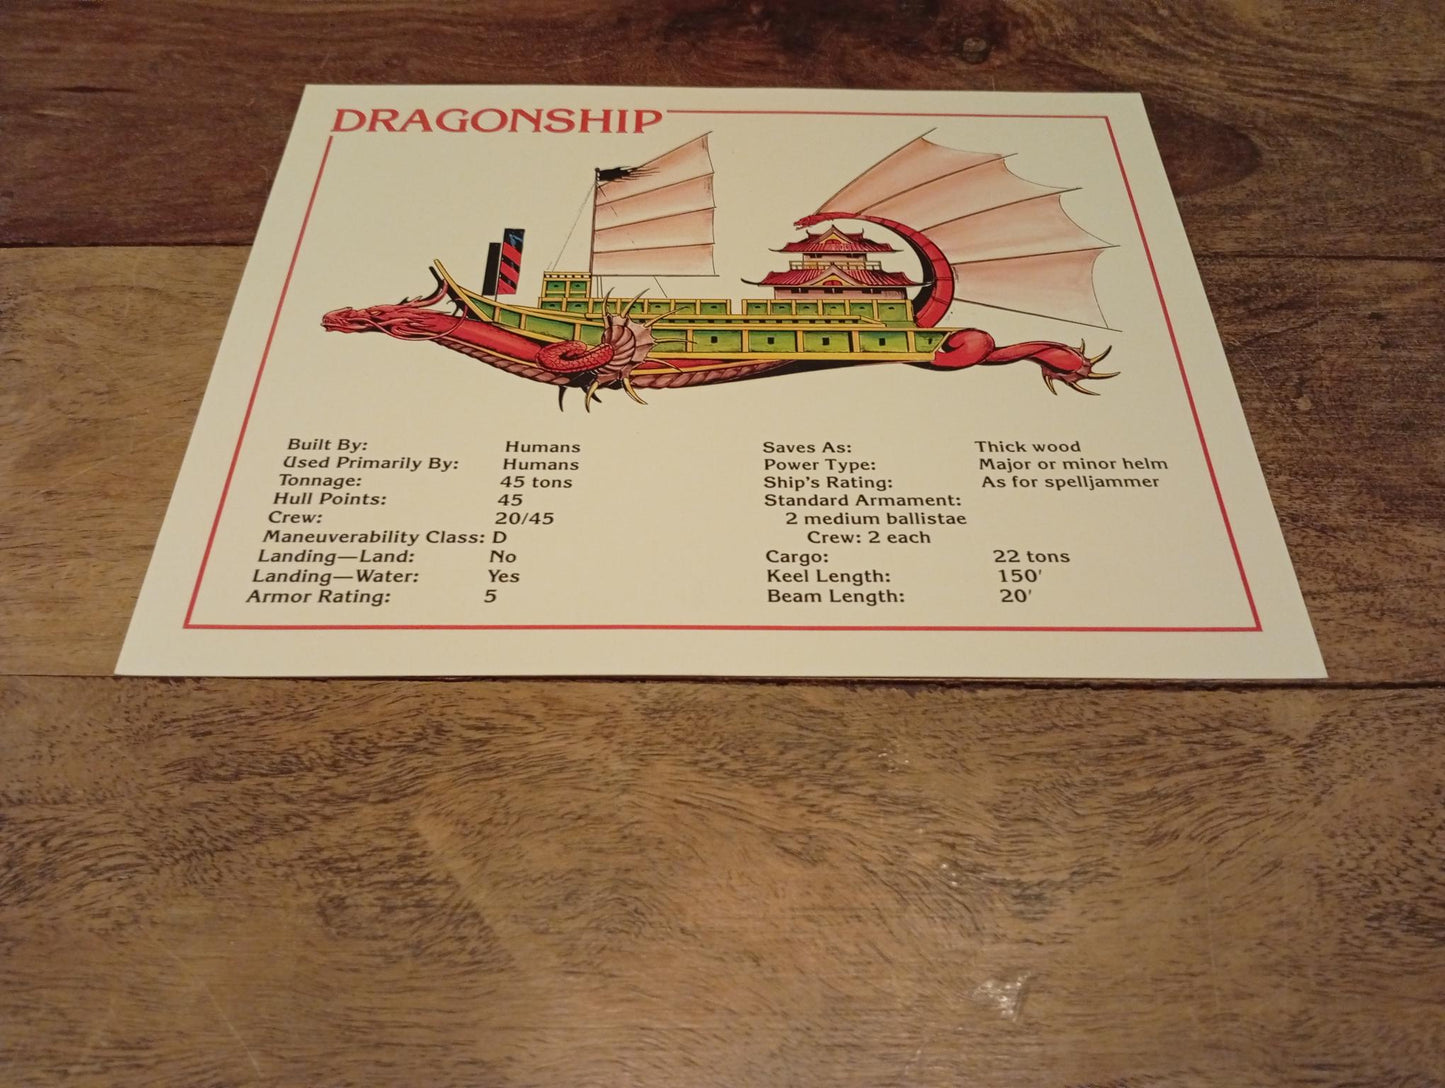 DRAGONSHIP
Built By: Humans
Used Primarily By: Humans
Tonnage: 45 tons
Hull Points: 45
Crew: 20/45
Maneuverability Class: D
Landing—Land: No
Landing—Water: Yes
Armor Rating: 5
Saves As: Thick wood
Power Type: Major or minor helm
Ship's Rating: As for spelljammer
Standard Armament:
2 medium ballistae
Crew: 2 each
Cargo: 22 tons
Keel Length: 150'
Beam Length: 20'